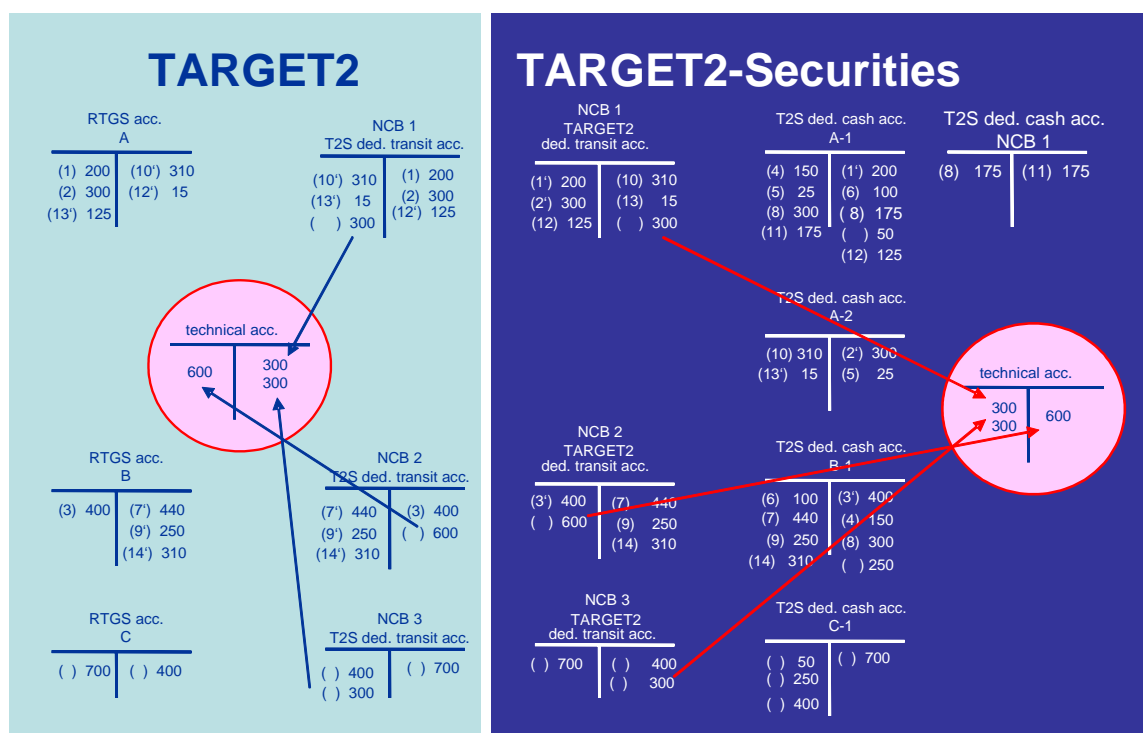 TARGET2
RTGS acc.
A
(1) 200 (10') 310
(2) 300 (12') 15
(13') 125
NCB 1
T2S ded. transit acc.
(10') 310 (1) 200
(13') 15 (2) 300
( ) 300 (12') 125
technical acc.
600 300
300
RTGS acc.
B
(3) 400 (7') 440
(9') 250
(14') 310
NCB 2
T2S ded. transit acc.
(7') 440 (3) 400
(9') 250 ( ) 600
(14') 310
RTGS acc.
C
( ) 700 ( ) 400
NCB 3
T2S ded. transit acc.
( ) 400 ( ) 700
( ) 300
TARGET2-Securities
NCB 1
TARGET2
ded. transit acc.
(1') 200 (10) 310
(2') 300 (13) 15
(12) 125 ( ) 300
T2S ded. cash acc.
A-1
(4) 150 (1') 200
(5) 25 (6) 100
(8) 300 ( 8) 175
(11) 175 ( ) 50
(12) 125
T2S ded. cash acc.
NCB 1
(8) 175 (11) 175
T2S ded. cash acc.
A-2
(10) 310 (2') 300
(13') 15 (5) 25
technical acc.
300 600
300
NCB 2
TARGET2
ded. transit acc.
(3') 400 (7) 440
( ) 600 (9) 250
(14) 310
T2S ded. cash acc.
B-1
(6) 100 (3') 400
(7) 440 (4) 150
(9) 250 (8) 300
(14) 310 ( ) 250
NCB 3
TARGET2
ded. transit acc.
( ) 700 ( ) 400
( ) 300
T2S ded. cash acc.
C-1
( ) 50 ( ) 700
( ) 250
( ) 400